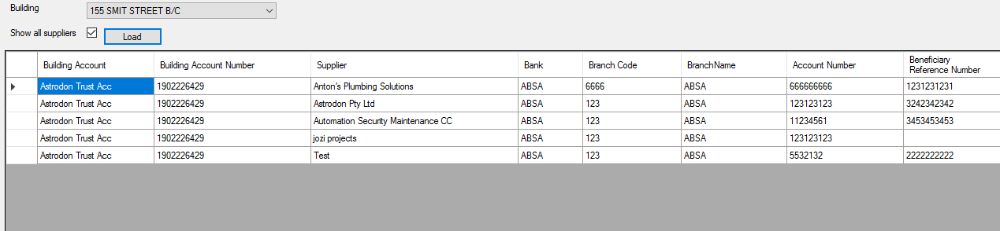 Building 155 SMIT STREET B/C
Show all suppliers Load
Building Account Building Account Number Supplier Bank Branch Code BranchName Account Number Beneficiary Reference Number
Astrodon Trust Acc 1902226429 Anton's Plumbing Solutions ABSA 6666 ABSA 666666666 1231231231
Astrodon Trust Acc 1902226429 Astrodon Pty Ltd ABSA 123 ABSA 123123123 3242342342
Astrodon Trust Acc 1902226429 Automation Security Maintenance CC ABSA 123 ABSA 11234561 3453453453
Astrodon Trust Acc 1902226429 jozi projects ABSA 123 ABSA 123123123
Astrodon Trust Acc 1902226429 Test ABSA 123 ABSA 5532132 2222222222